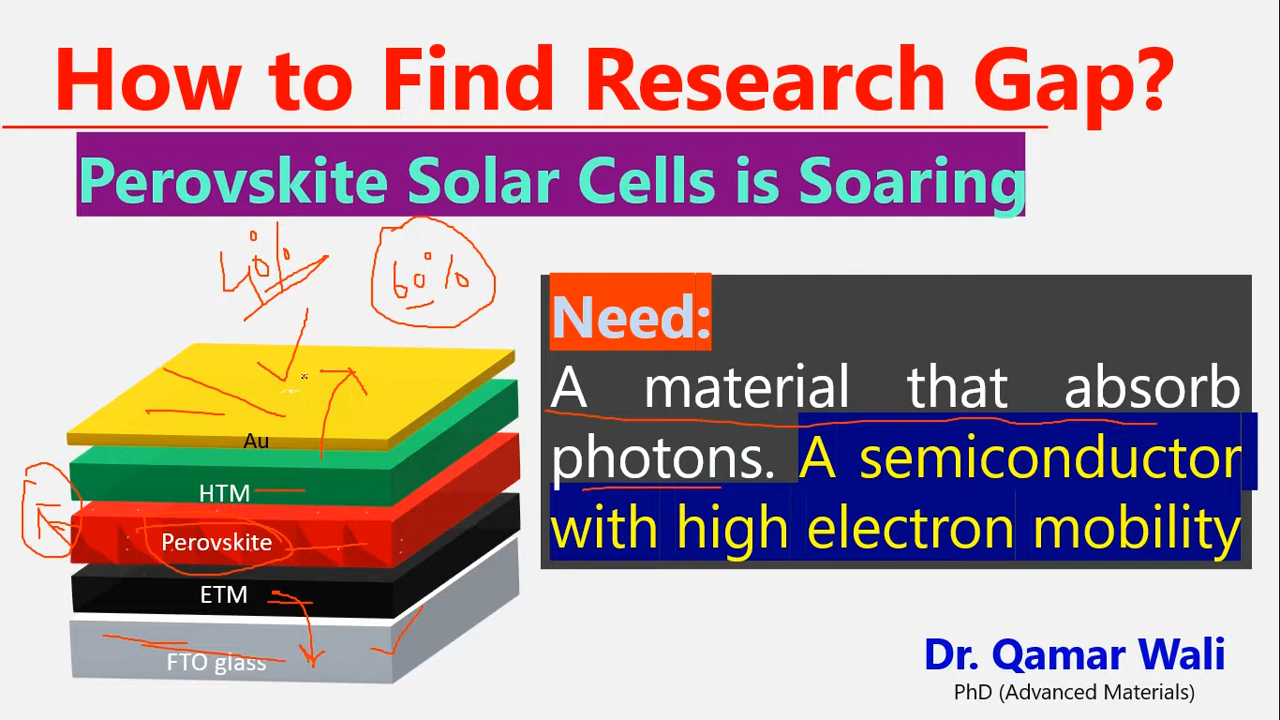 How to Find Research Gap?
Perovskite Solar Cells is Soaring
40% 60%
Need:
A material that absorb
photons. A semiconductor
with high electron mobility
Au
HTM
Perovskite
ETM
FTO glass
Dr. Qamar Wali
PhD (Advanced Materials)